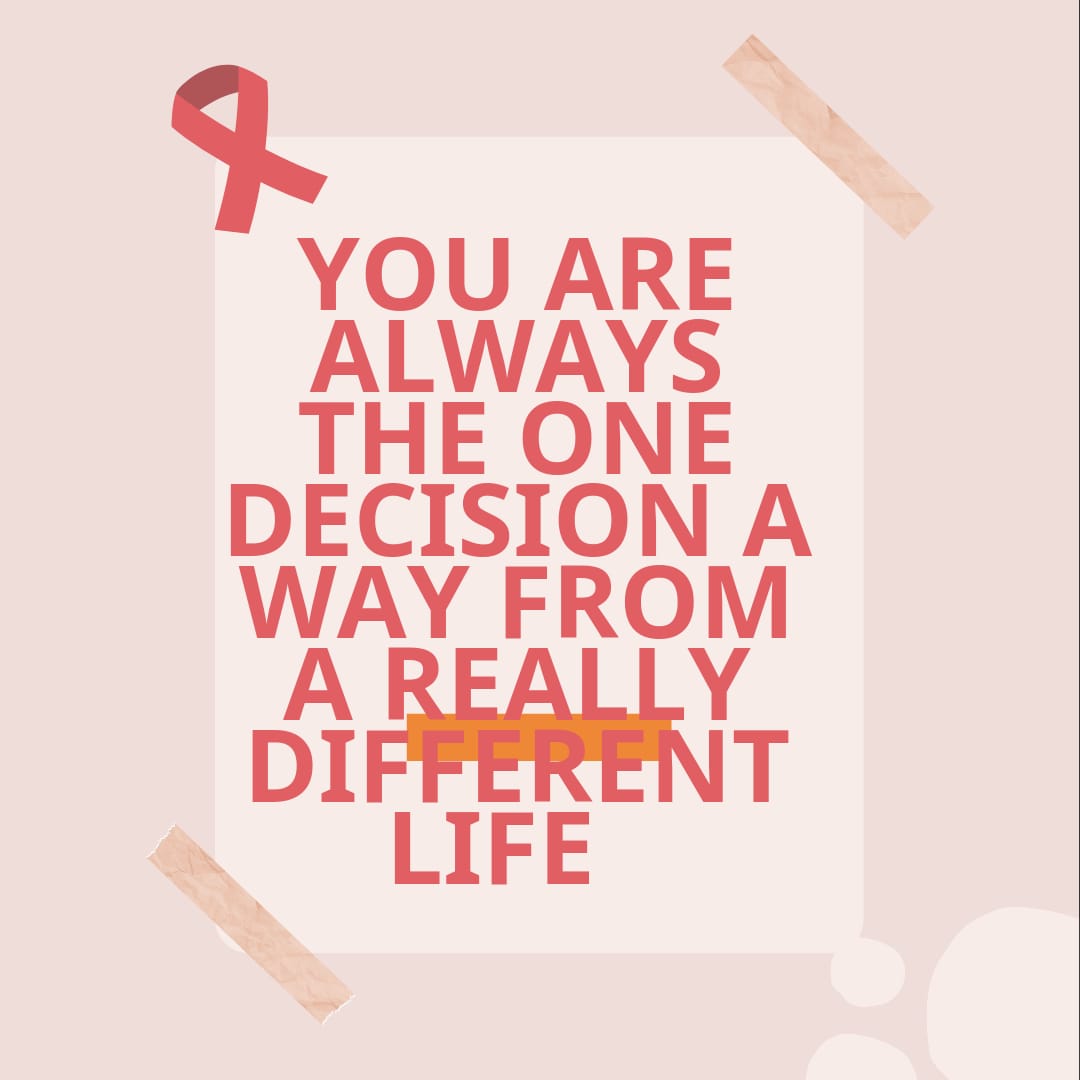 YOU ARE
ALWAYS
THE ONE
DECISION A
WAY FROM
A REALLY
DIFFERENT
LIFE